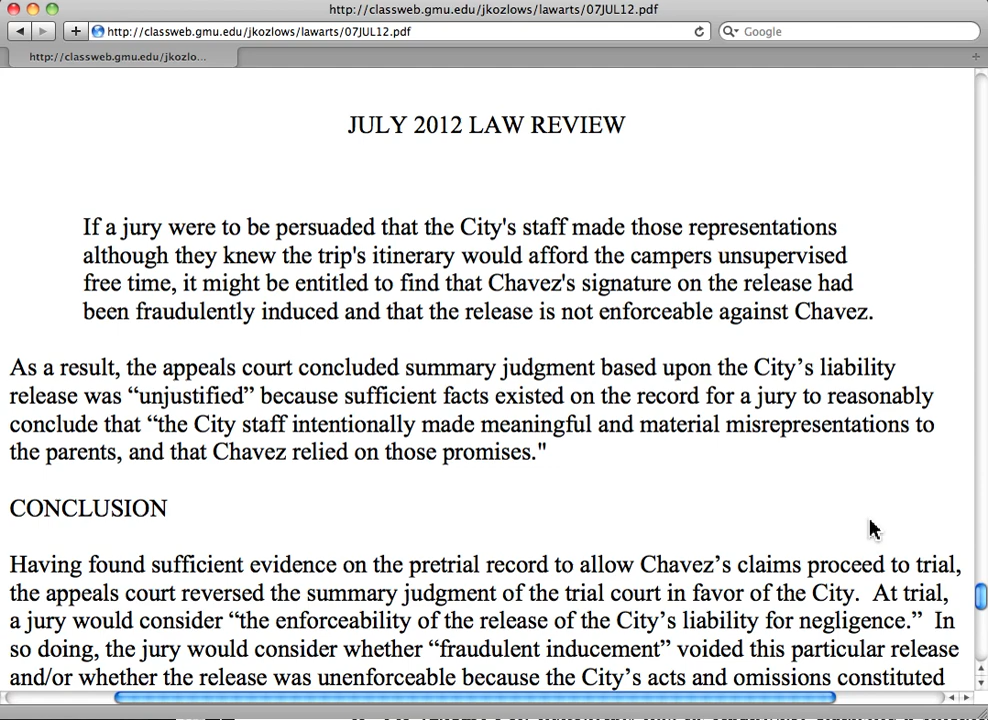 http://classweb.gmu.edu/jkozlows/lawarts/07JUL12.pdf
http://classweb.gmu.edu/jkozlows/lawarts/07JUL12.pdf
Google
http://classweb.gmu.edu/jkozlo...
JULY 2012 LAW REVIEW
If a jury were to be persuaded that the City's staff made those representations
although they knew the trip's itinerary would afford the campers unsupervised
free time, it might be entitled to find that Chavez's signature on the release had
been fraudulently induced and that the release is not enforceable against Chavez.
As a result, the appeals court concluded summary judgment based upon the City’s liability
release was “unjustified” because sufficient facts existed on the record for a jury to reasonably
conclude that “the City staff intentionally made meaningful and material misrepresentations to
the parents, and that Chavez relied on those promises."
CONCLUSION
Having found sufficient evidence on the pretrial record to allow Chavez’s claims proceed to trial,
the appeals court reversed the summary judgment of the trial court in favor of the City.  At trial,
a jury would consider “the enforceability of the release of the City’s liability for negligence.”  In
so doing, the jury would consider whether “fraudulent inducement” voided this particular release
and/or whether the release was unenforceable because the City’s acts and omissions constituted